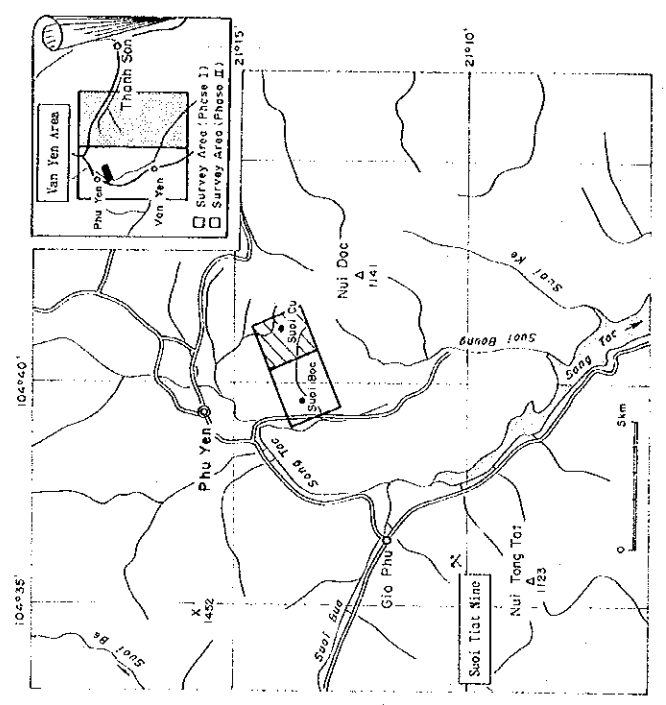 104°35'
104°40'
21°15'
21°10'
Van Yen Area
Phu Yen
Van Yen
Thanh Son
Survey Area (Phase I)
Survey Area (Phase II)
Suoi Ba
X
1452
Phu Yen
Song Tac
Suoi Boc
Suoi Cu
Nui Doc
△
1141
Suoi Ke
Suoi Boung
Song Tac
Suoi Gua
Gia Phu
Suoi Tiat Mine
Nui Tong Tat
△
1123
0 5km